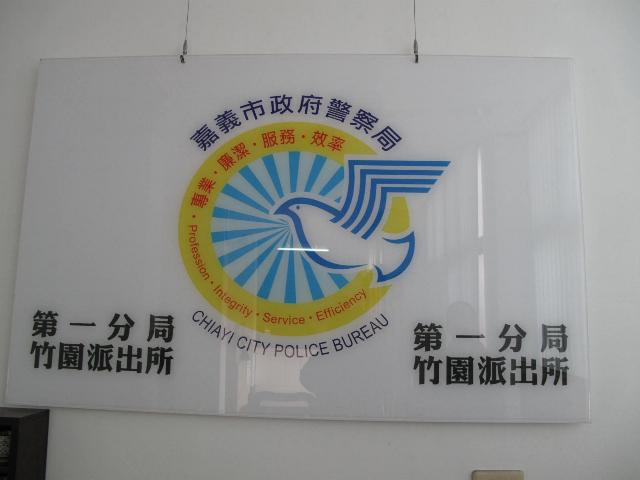 嘉義市政府警察局
專業・廉潔・服務・效率
Profession・Integrity・Service・Efficiency
CHIAYI CITY POLICE BUREAU
第一分局
竹園派出所
第一分局
竹園派出所